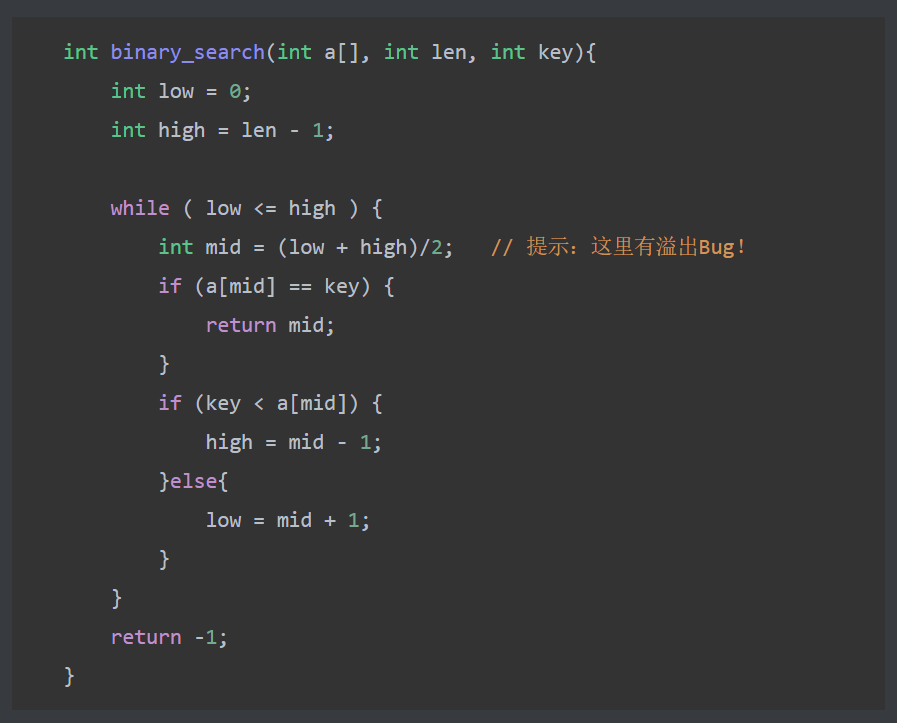 int binary_search(int a[], int len, int key){
    int low = 0;
    int high = len - 1;

    while ( low <= high ) {
        int mid = (low + high)/2;   // 提示：这里有溢出Bug！
        if (a[mid] == key) {
            return mid;
        }
        if (key < a[mid]) {
            high = mid - 1;
        }else{
            low = mid + 1;
        }
    }
    return -1;
}